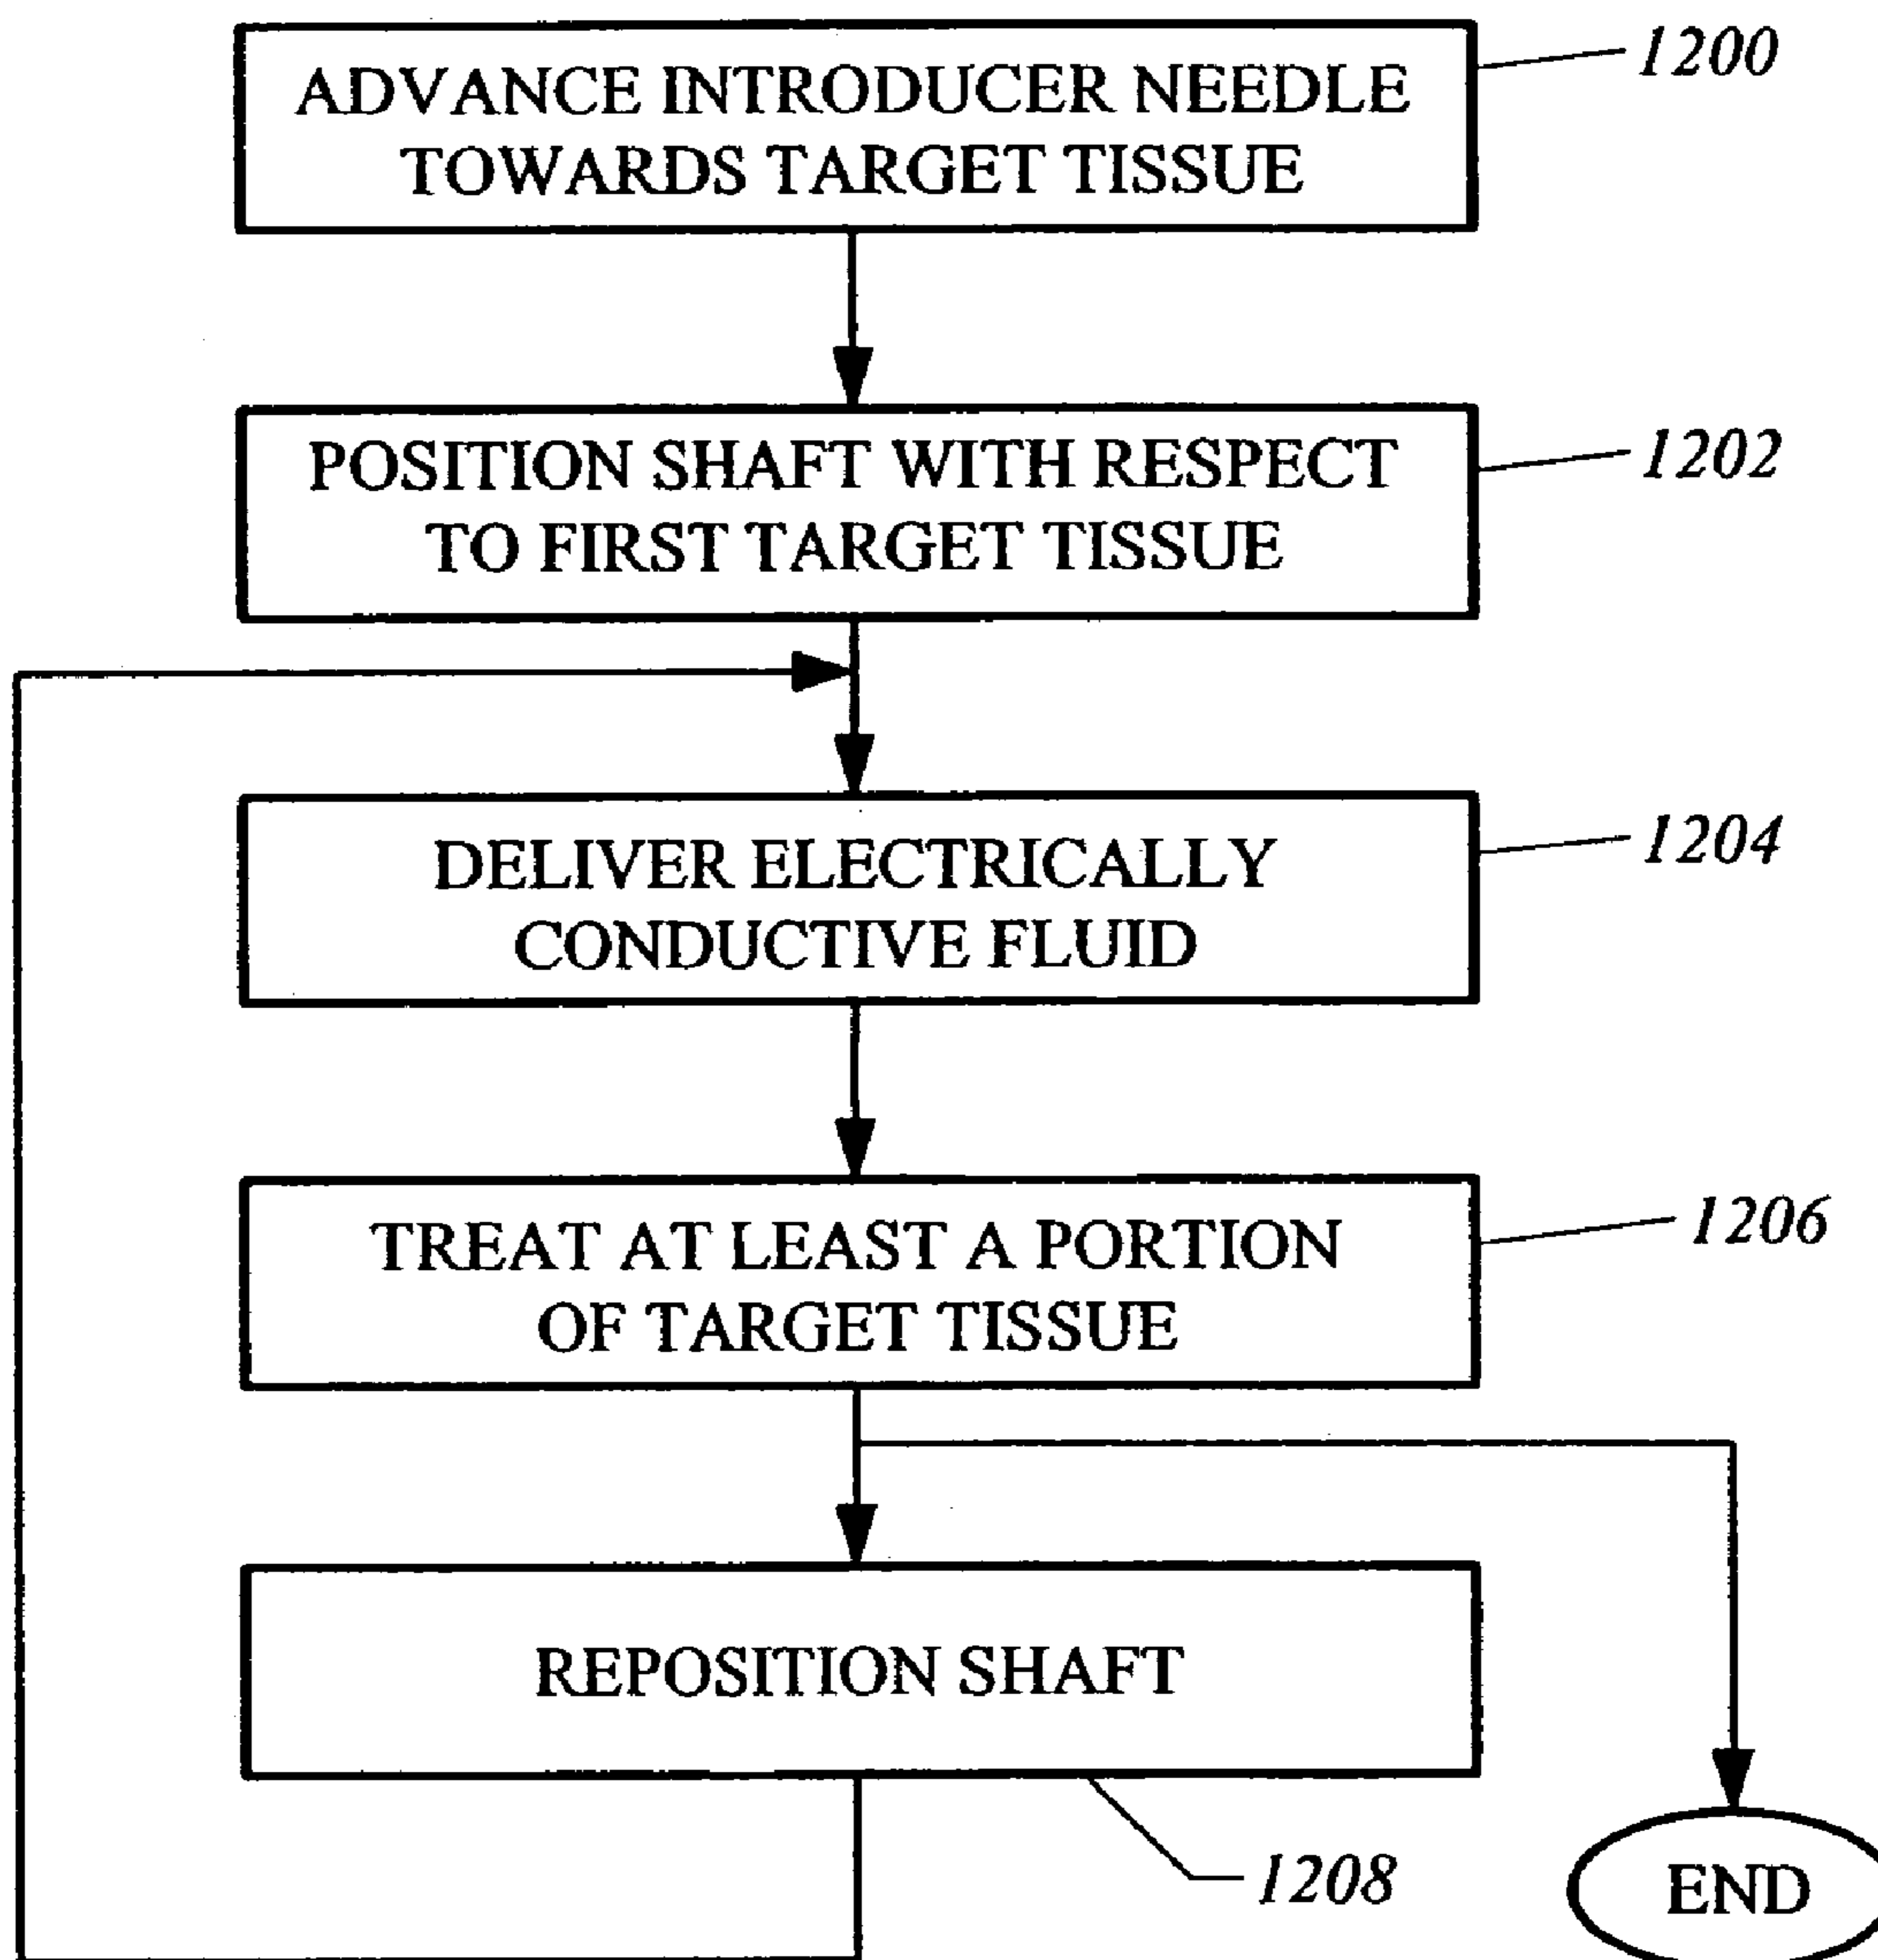 ADVANCE INTRODUCER NEEDLE
TOWARDS TARGET TISSUE
1200
POSITION SHAFT WITH RESPECT
TO FIRST TARGET TISSUE
1202
DELIVER ELECTRICALLY
CONDUCTIVE FLUID
1204
TREAT AT LEAST A PORTION
OF TARGET TISSUE
1206
REPOSITION SHAFT
1208
END